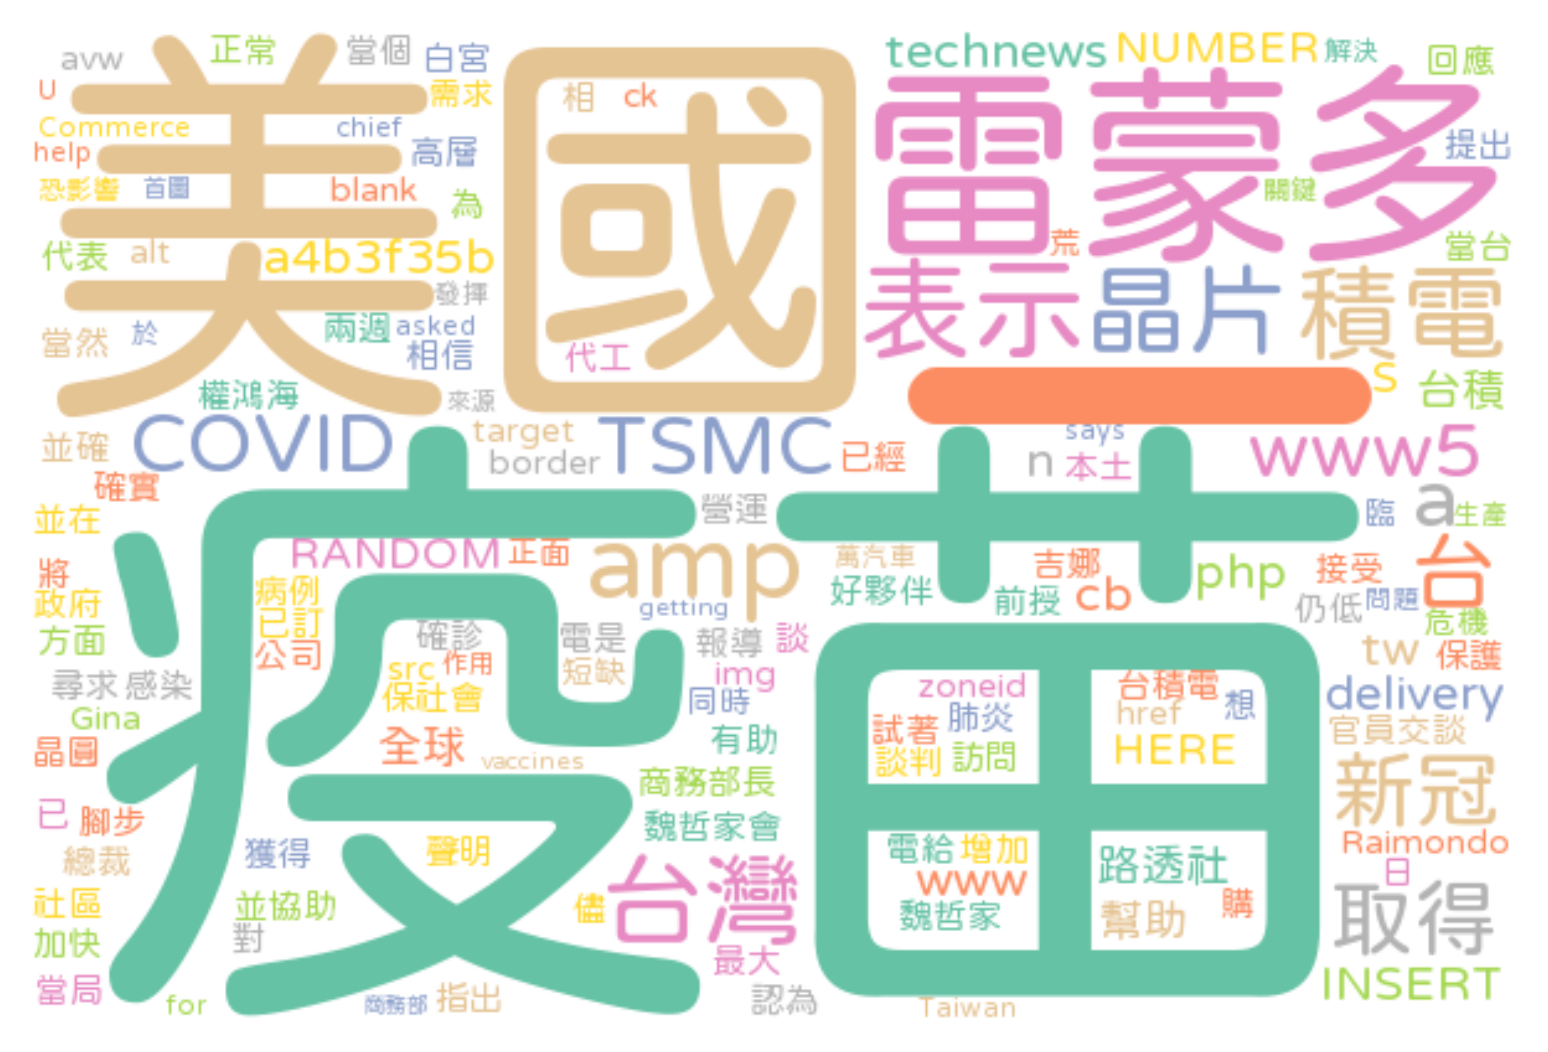 avw
正常
當個
白宮
U
需求
Commerce
chief
help
高層
恐影響
首圖
blank
為
代表
alt
a4b3f35b
發揮
當然
於
兩週
asked
相信
權鴻海
來源
美國
相
ck
代工
technews
NUMBER
解決
回應
雷蒙多
提出
關鍵
荒
當台
表示
晶片
積電
一
s
台積
並確
COVID
target
border
TSMC
已經
says
n
本土
www5
確實
並在
營運
臨
a
生產
RANDOM
正面
amp
萬汽車
吉娜
php
接受
台
將
政府
病例
已訂
getting
好夥伴
前授
cb
仍低
問題
危機
方面
公司
確診
電是
報導
談
tw
保護
尋求
感染
src
作用
短缺
img
保社會
同時
zoneid
肺炎
台積電
href
想
delivery
Gina
試著
官員交談
晶圓
全球
vaccines
有助
談判
訪問
HERE
疫苗
商務部長
新冠
已
腳步
魏哲家會
Raimondo
總裁
獲得
聲明
電給
增加
路透社
日
www
社區
並協助
儘
台灣
魏哲家
幫助
購
取得
加快
對
最大
當局
for
商務部
指出
認為
Taiwan
INSERT